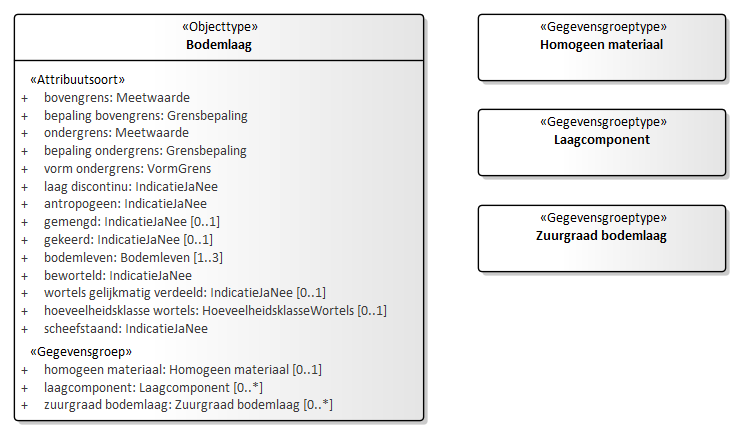 «Objecttype»
Bodemlaag
«Attribuutsoort»
+ bovengrens: Meetwaarde
+ bepaling bovengrens: Grensbepaling
+ ondergrens: Meetwaarde
+ bepaling ondergrens: Grensbepaling
+ vorm ondergrens: VormGrens
+ laag discontinu: IndicatieJaNee
+ antropogeen: IndicatieJaNee
+ gemengd: IndicatieJaNee [0..1]
+ gekeerd: IndicatieJaNee [0..1]
+ bodemleven: Bodemleven [1..3]
+ beworteld: IndicatieJaNee
+ wortels gelijkmatig verdeeld: IndicatieJaNee [0..1]
+ hoeveelheidsklasse wortels: HoeveelheidsklasseWortels [0..1]
+ scheefstaand: IndicatieJaNee
«Gegevensgroep»
+ homogeen materiaal: Homogeen materiaal [0..1]
+ laagcomponent: Laagcomponent [0..*]
+ zuurgraad bodemlaag: Zuurgraad bodemlaag [0..*]
«Gegevensgroeptype»
Homogeen materiaal
«Gegevensgroeptype»
Laagcomponent
«Gegevensgroeptype»
Zuurgraad bodemlaag